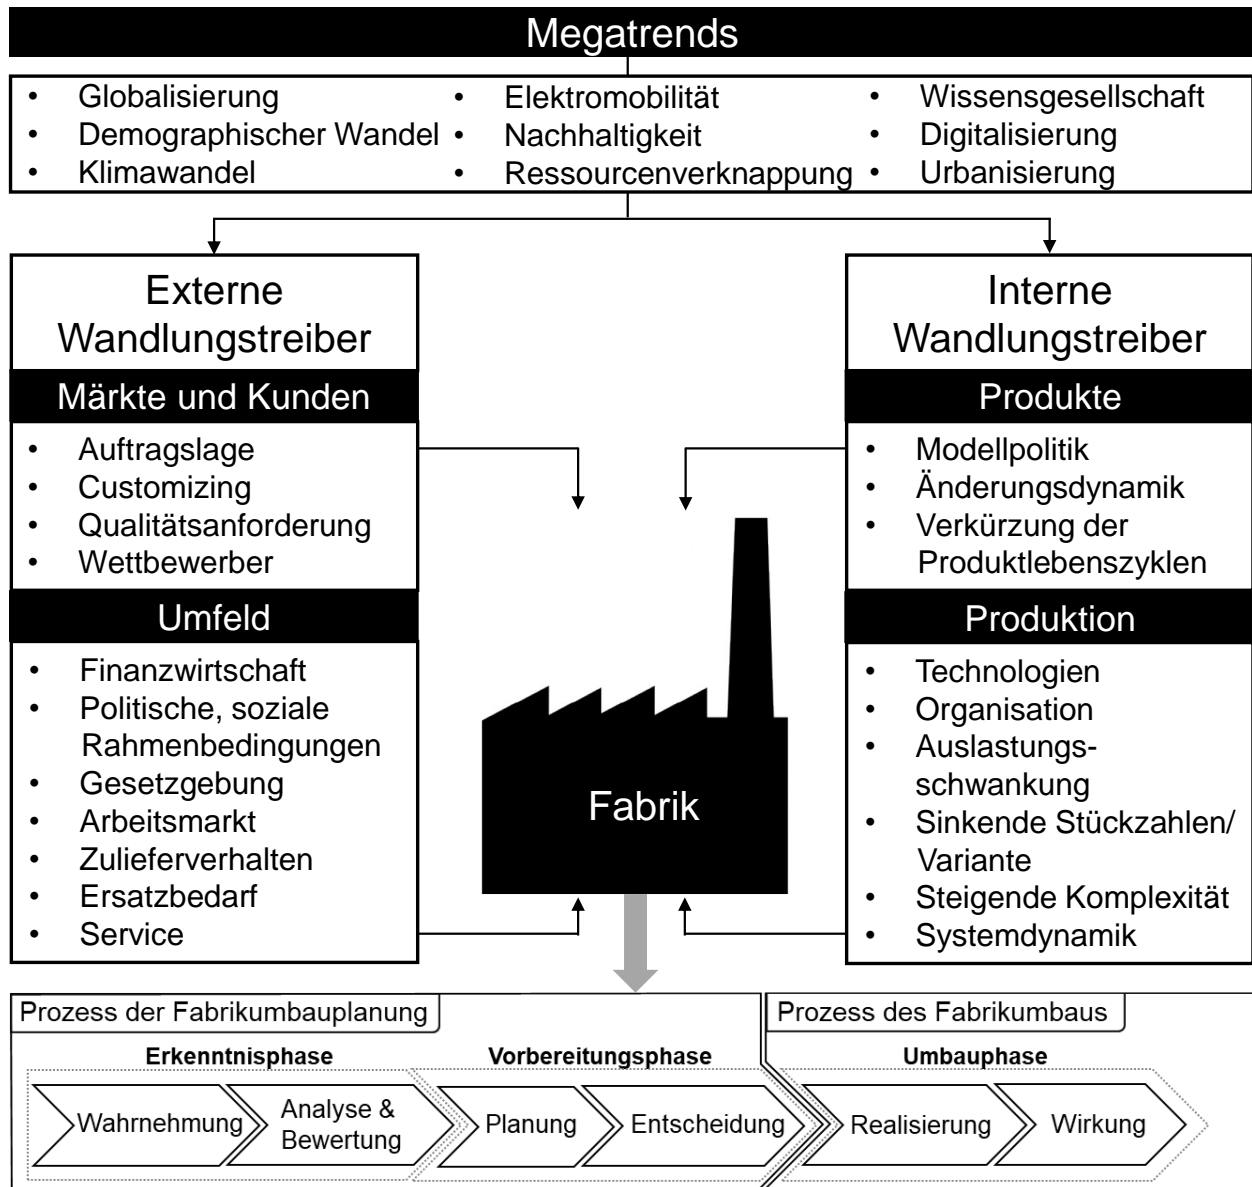 Megatrends
• Globalisierung
• Demographischer Wandel
• Klimawandel
• Elektromobilität
• Nachhaltigkeit
• Ressourcenverknappung
• Wissensgesellschaft
• Digitalisierung
• Urbanisierung
Externe
Wandlungstreiber
Märkte und Kunden
• Auftragslage
• Customizing
• Qualitätsanforderung
• Wettbewerber
Umfeld
• Finanzwirtschaft
• Politische, soziale
Rahmenbedingungen
• Gesetzgebung
• Arbeitsmarkt
• Zulieferverhalten
• Ersatzbedarf
• Service
Fabrik
Interne
Wandlungstreiber
Produkte
• Modellpolitik
• Änderungsdynamik
• Verkürzung der
Produktlebenszyklen
Produktion
• Technologien
• Organisation
• Auslastungs-
schwankung
• Sinkende Stückzahlen/
Variante
• Steigende Komplexität
• Systemdynamik
Prozess der Fabrikumbauplanung
Erkenntnisphase
Wahrnehmung
Analyse &
Bewertung
Vorbereitungsphase
Planung
Entscheidung
Prozess des Fabrikumbaus
Umbauphase
Realisierung
Wirkung